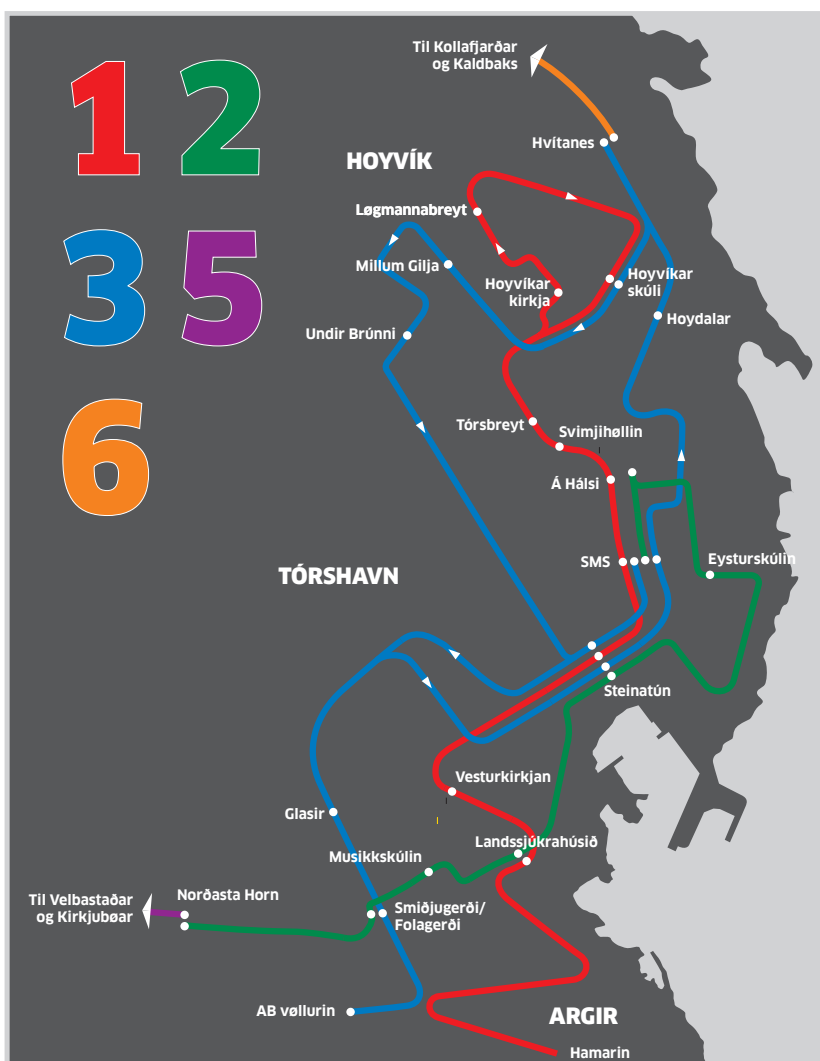 Til Kollafjarðar
og Kaldbaks
1 2
Hvítanes
HOYVÍK
Løgmannabreyt
3 5
Millum Gilja
Hoyvíkar
kirkja
Hoyvíkar
skúli
Hoydalar
Undir Brúnni
6
Tórsbreyt
Svimjihøllin
Á Hálsi
SMS
Eysturskúlin
TÓRSHAVN
Steinatún
Vesturkirkjan
Glasir
Landssjúkrahúsið
Musikkskúlin
Til Velbastaðar
og Kirkjubøar
Norðasta Horn
Smiðjugerði/
Folagerði
AB vøllurin
ARGIR
Hamarin